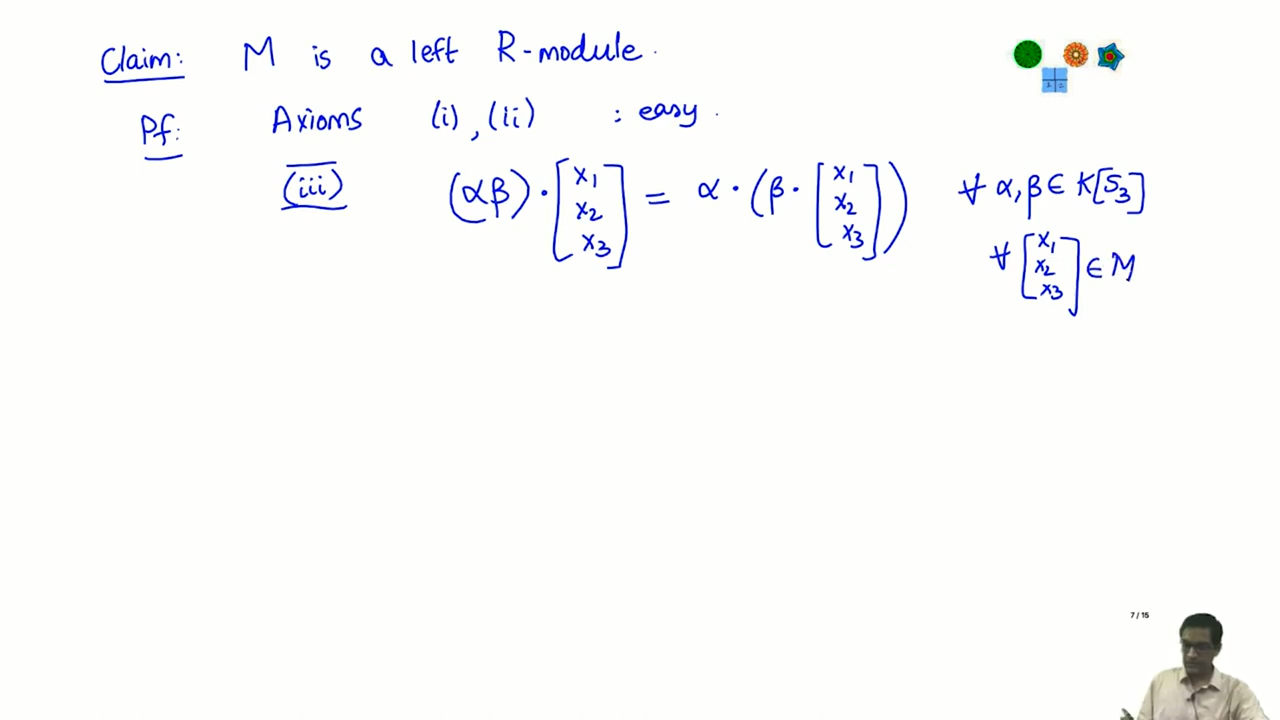 Claim: M is a left R-module.
Pf: Axioms (i), (ii) : easy.
(iii) (αβ)·[x₁ x₂ x₃] = α·(β·[x₁ x₂ x₃]) ∀ α, β ∈ K[S₃]
∀ [x₁ x₂ x₃] ∈ M
7 / 15